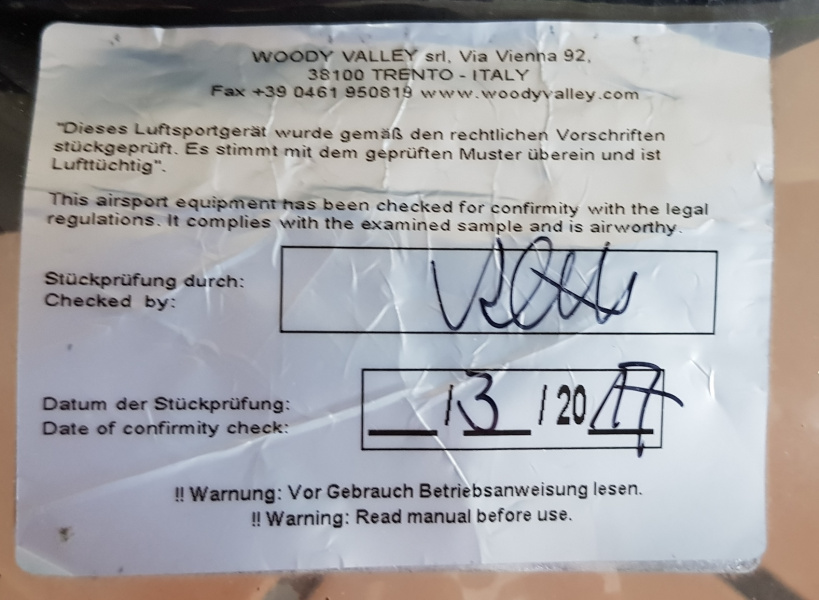 WOODY VALLEY srl, Via Vienna 92,
38100 TRENTO - ITALY
Fax +39 0461 950819 www.woodyvalley.com
"Dieses Luftsportgerät wurde gemäß den rechtlichen Vorschriften
stückgeprüft. Es stimmt mit dem geprüften Muster überein und ist
Lufttüchtig".
This airsport equipment has been checked for confirmity with the legal
regulations. It complies with the examined sample and is airworthy.
Stückprüfung durch:
Checked by:
Datum der Stückprüfung:
Date of confirmity check:
__/3/2017
!! Warnung: Vor Gebrauch Betriebsanweisung lesen.
!! Warning: Read manual before use.